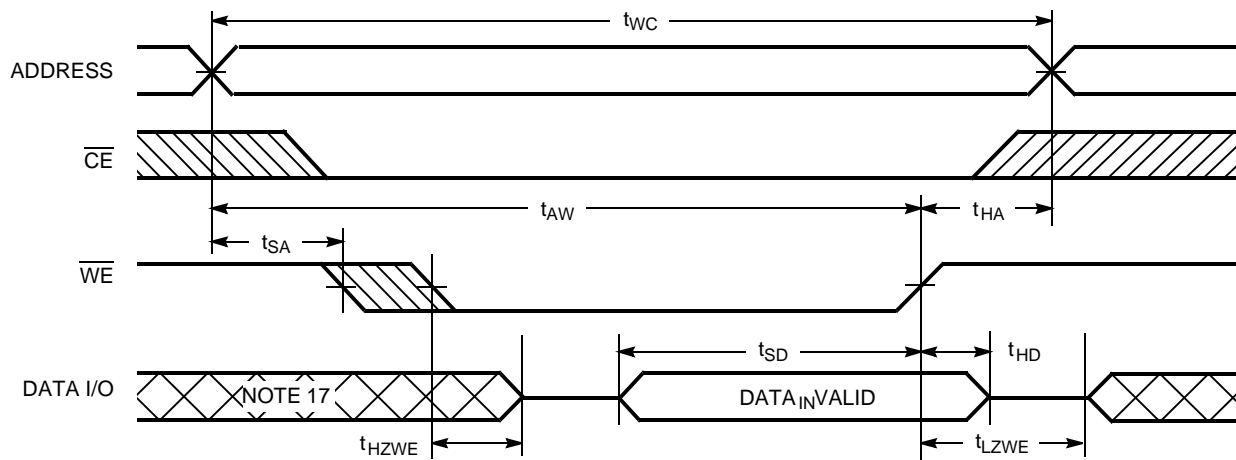 tWC
ADDRESS
CE
tAW
tHA
tSA
WE
tSD
tHD
DATA I/O
NOTE 17
DATAINVALID
tHZWE
tLZWE